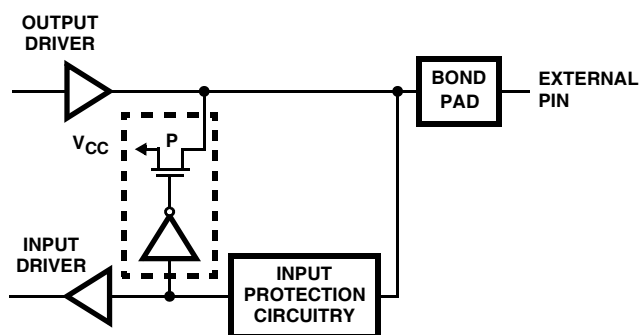 OUTPUT
DRIVER
BOND
PAD
EXTERNAL
PIN
VCC
P
INPUT
DRIVER
INPUT
PROTECTION
CIRCUITRY